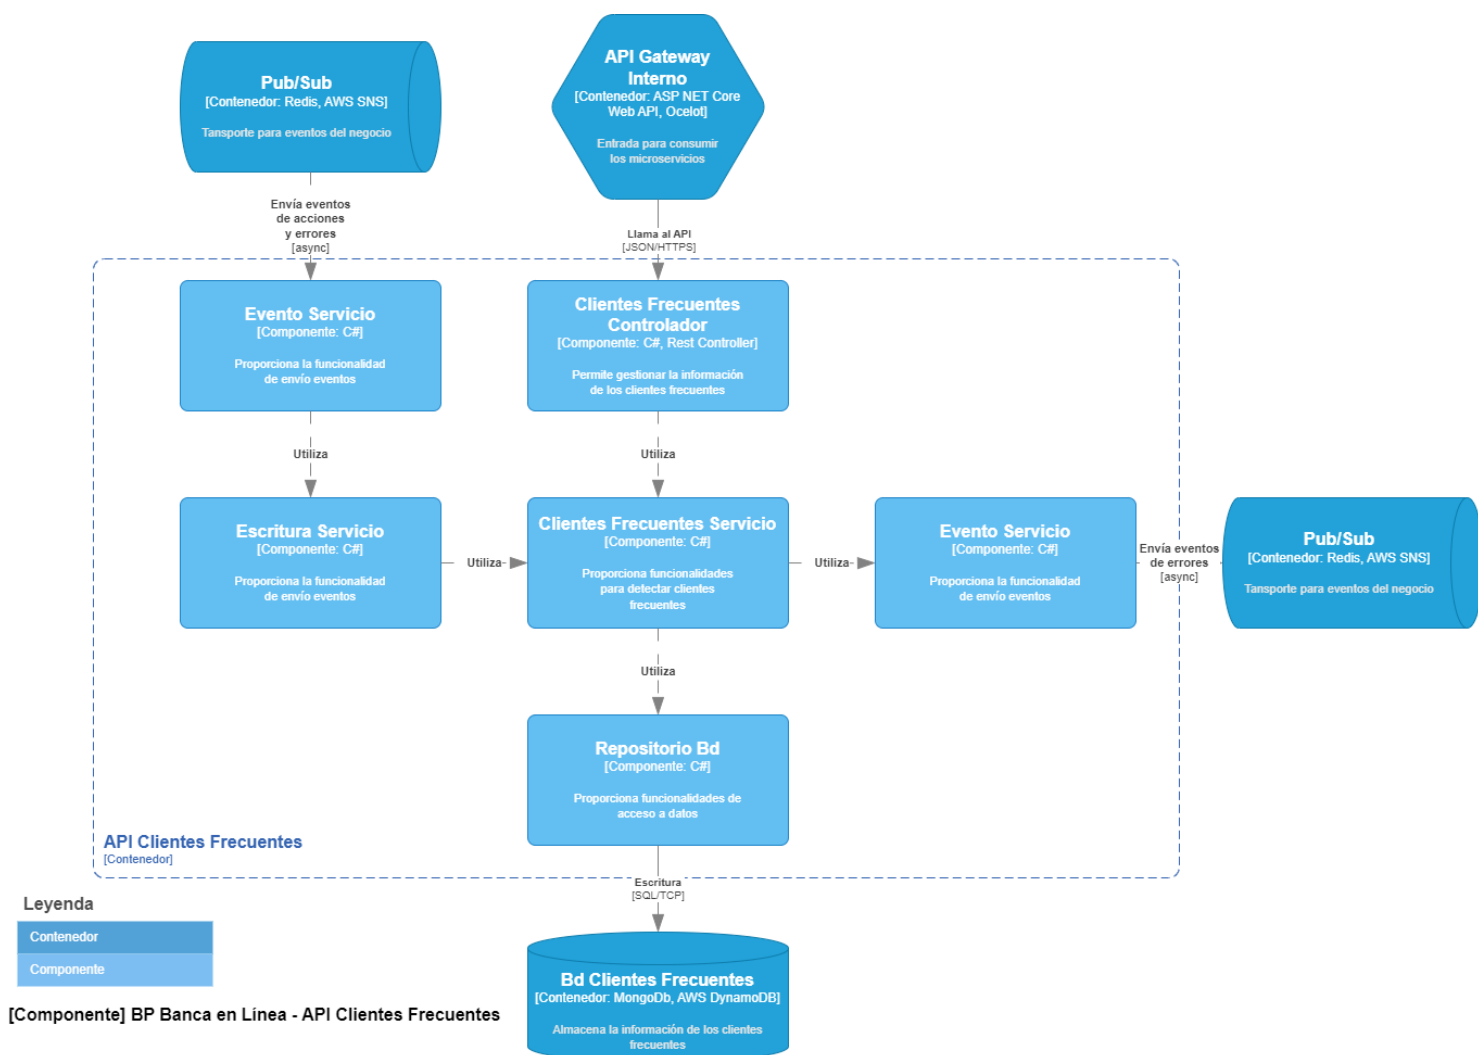 Pub/Sub
[Contenedor: Redis, AWS SNS]
Tansporte para eventos del negocio
API Gateway
Interno
[Contenedor: ASP NET Core
Web API, Ocelot]
Entrada para consumir
los microservicios
Envía eventos
de acciones
y errores
[async]
Llama al API
[JSON/HTTPS]
Evento Servicio
[Componente: C#]
Proporciona la funcionalidad
de envío eventos
Clientes Frecuentes
Controlador
[Componente: C#, Rest Controller]
Permite gestionar la información
de los clientes frecuentes
Utiliza
Utiliza
Escritura Servicio
[Componente: C#]
Proporciona la funcionalidad
de envío eventos
Utiliza
Clientes Frecuentes Servicio
[Componente: C#]
Proporciona funcionalidades
para detectar clientes
frecuentes
Utiliza
Evento Servicio
[Componente: C#]
Proporciona la funcionalidad
de envío eventos
Envía eventos
de errores
[async]
Pub/Sub
[Contenedor: Redis, AWS SNS]
Tansporte para eventos del negocio
Utiliza
Repositorio Bd
[Componente: C#]
Proporciona funcionalidades de
acceso a datos
API Clientes Frecuentes
[Contenedor]
Escritura
[SQL/TCP]
Leyenda
Contenedor
Componente
Bd Clientes Frecuentes
[Contenedor: MongoDb, AWS DynamoDB]
Almacena la información de los clientes
frecuentes
[Componente] BP Banca en Línea - API Clientes Frecuentes